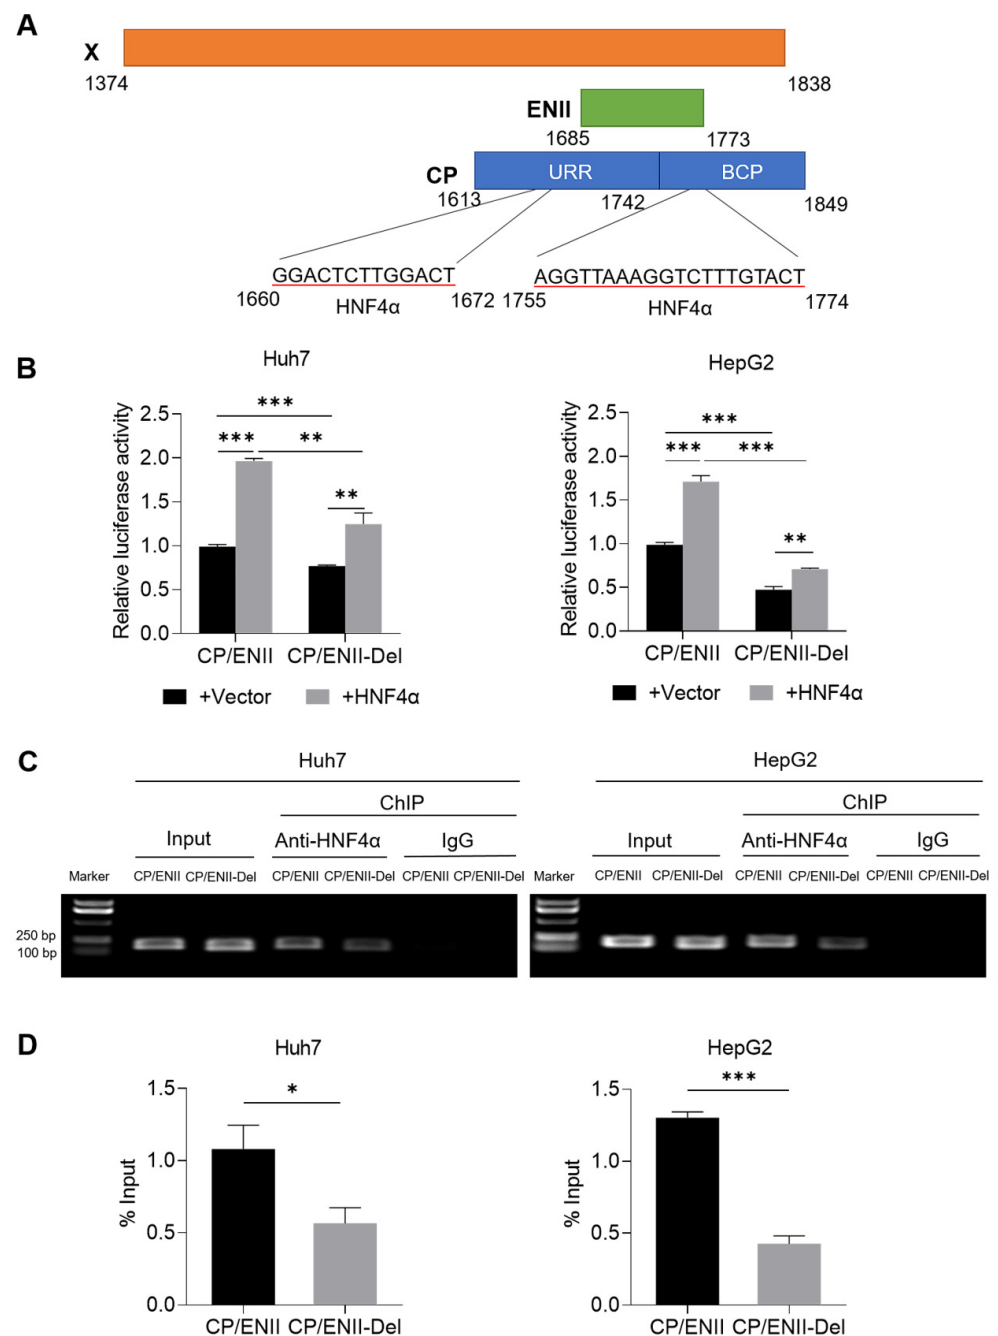 A
X
1374
1838
ENII
1685
1773
CP
URR
BCP
1613
1742
1849
GGACTCTTGGACT
AGGTTAAAGGTCTTTGTACT
1660
HNF4α
1672
1755
HNF4α
1774
B
Huh7
HepG2
Relative luciferase activity
2.5
2.0
1.5
1.0
0.5
0.0
***
***
**
**
CP/ENII
CP/ENII-Del
+Vector
+HNF4α
Relative luciferase activity
2.5
2.0
1.5
1.0
0.5
0.0
***
***
***
**
CP/ENII
CP/ENII-Del
+Vector
+HNF4α
C
Huh7
HepG2
ChIP
ChIP
Input
Anti-HNF4α
IgG
Input
Anti-HNF4α
IgG
Marker
CP/ENII
CP/ENII-Del
CP/ENII
CP/ENII-Del
CP/ENII
CP/ENII-Del
Marker
CP/ENII
CP/ENII-Del
CP/ENII
CP/ENII-Del
CP/ENII
CP/ENII-Del
250 bp
100 bp
D
Huh7
HepG2
% Input
1.5
1.0
0.5
0.0
*
CP/ENII
CP/ENII-Del
% Input
1.5
1.0
0.5
0.0
***
CP/ENII
CP/ENII-Del